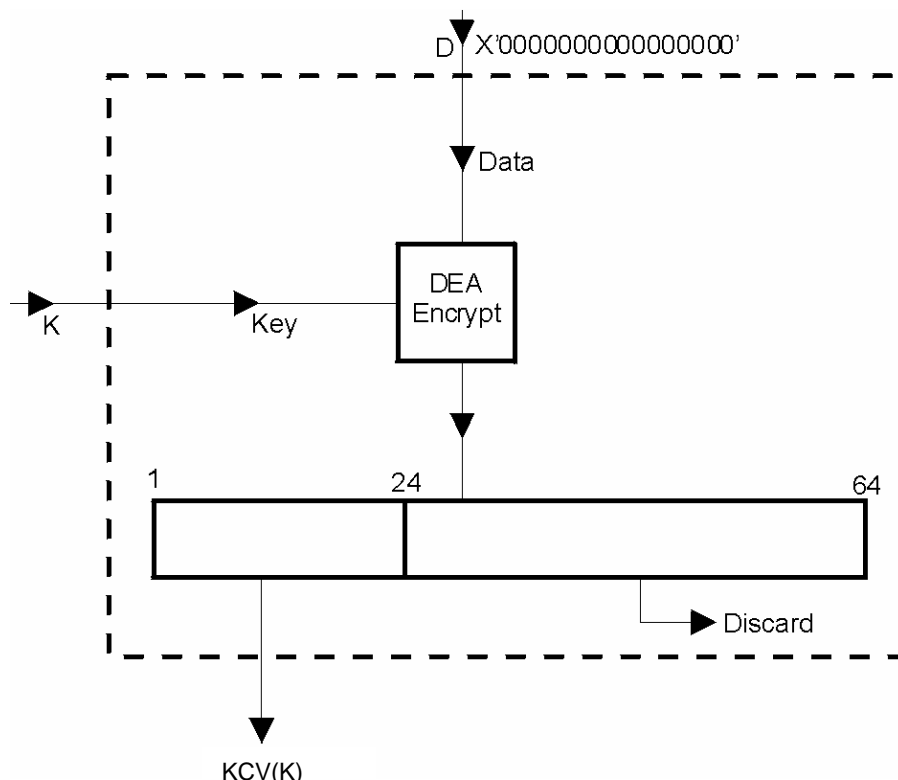 D X'0000000000000000'
Data
DEA
Encrypt
K
Key
1
24
64
Discard
KCV(K)